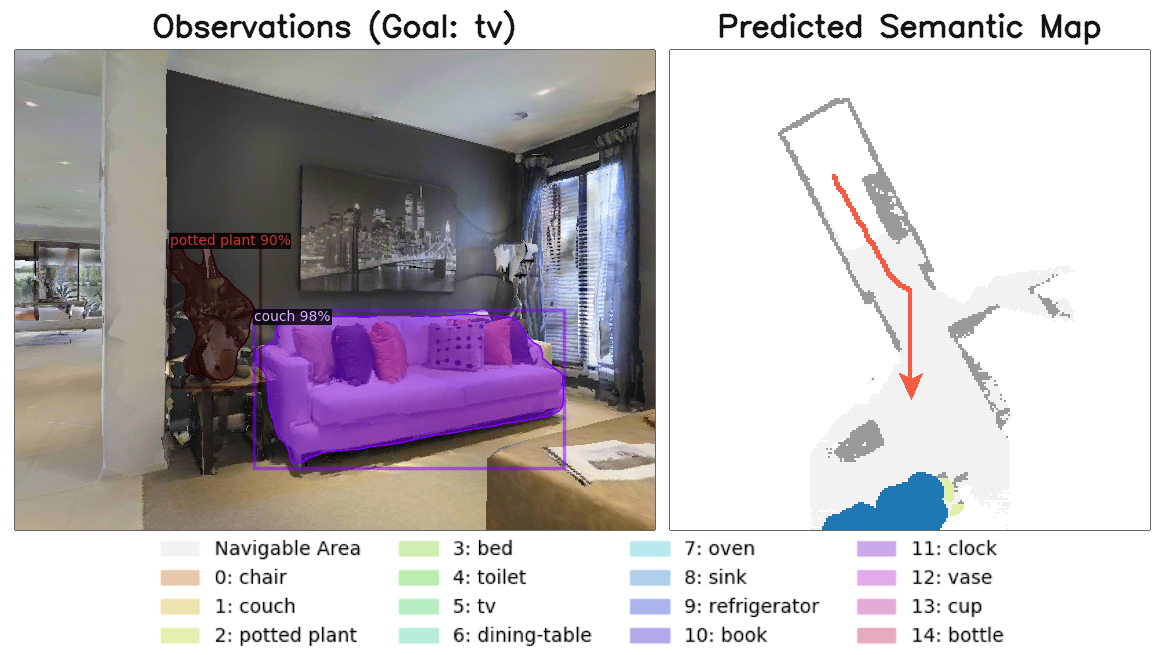 Observations (Goal: tv)
Predicted Semantic Map
potted plant 90%
couch 98%
Navigable Area
0: chair
1: couch
2: potted plant
3: bed
4: toilet
5: tv
6: dining-table
7: oven
8: sink
9: refrigerator
10: book
11: clock
12: vase
13: cup
14: bottle